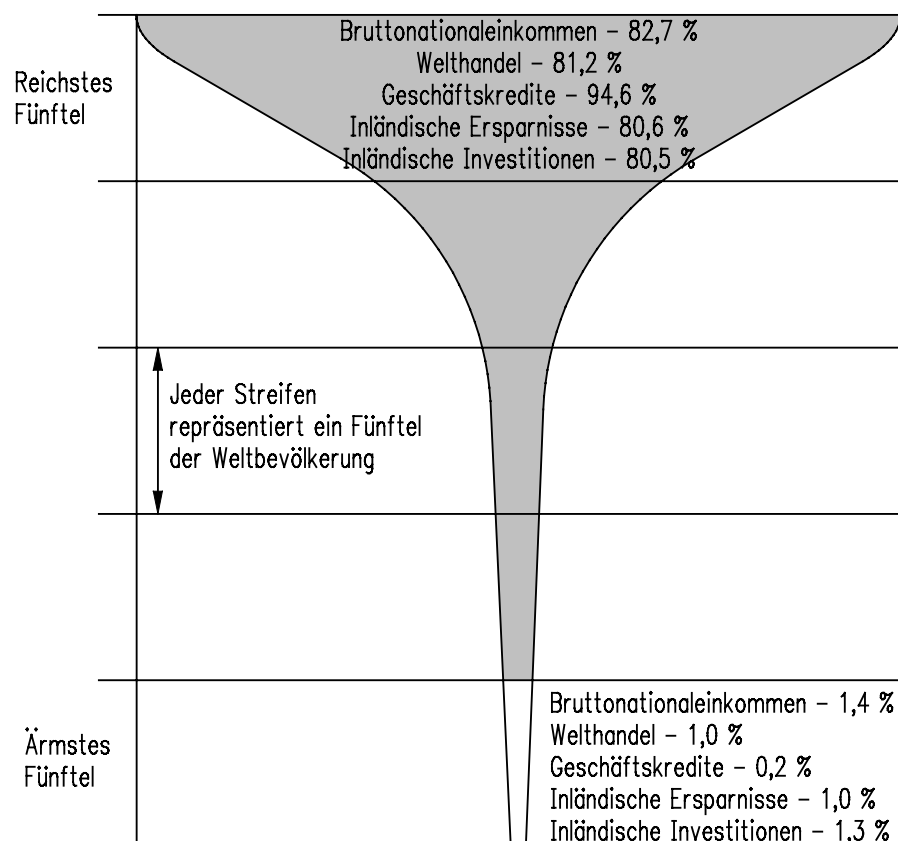 Bruttonationaleinkommen – 82,7 %
Welthandel – 81,2 %
Geschäftskredite – 94,6 %
Inländische Ersparnisse – 80,6 %
Inländische Investitionen – 80,5 %
Reichstes
Fünftel
Jeder Streifen
repräsentiert ein Fünftel
der Weltbevölkerung
Ärmstes
Fünftel
Bruttonationaleinkommen – 1,4 %
Welthandel – 1,0 %
Geschäftskredite – 0,2 %
Inländische Ersparnisse – 1,0 %
Inländische Investitionen – 1,3 %